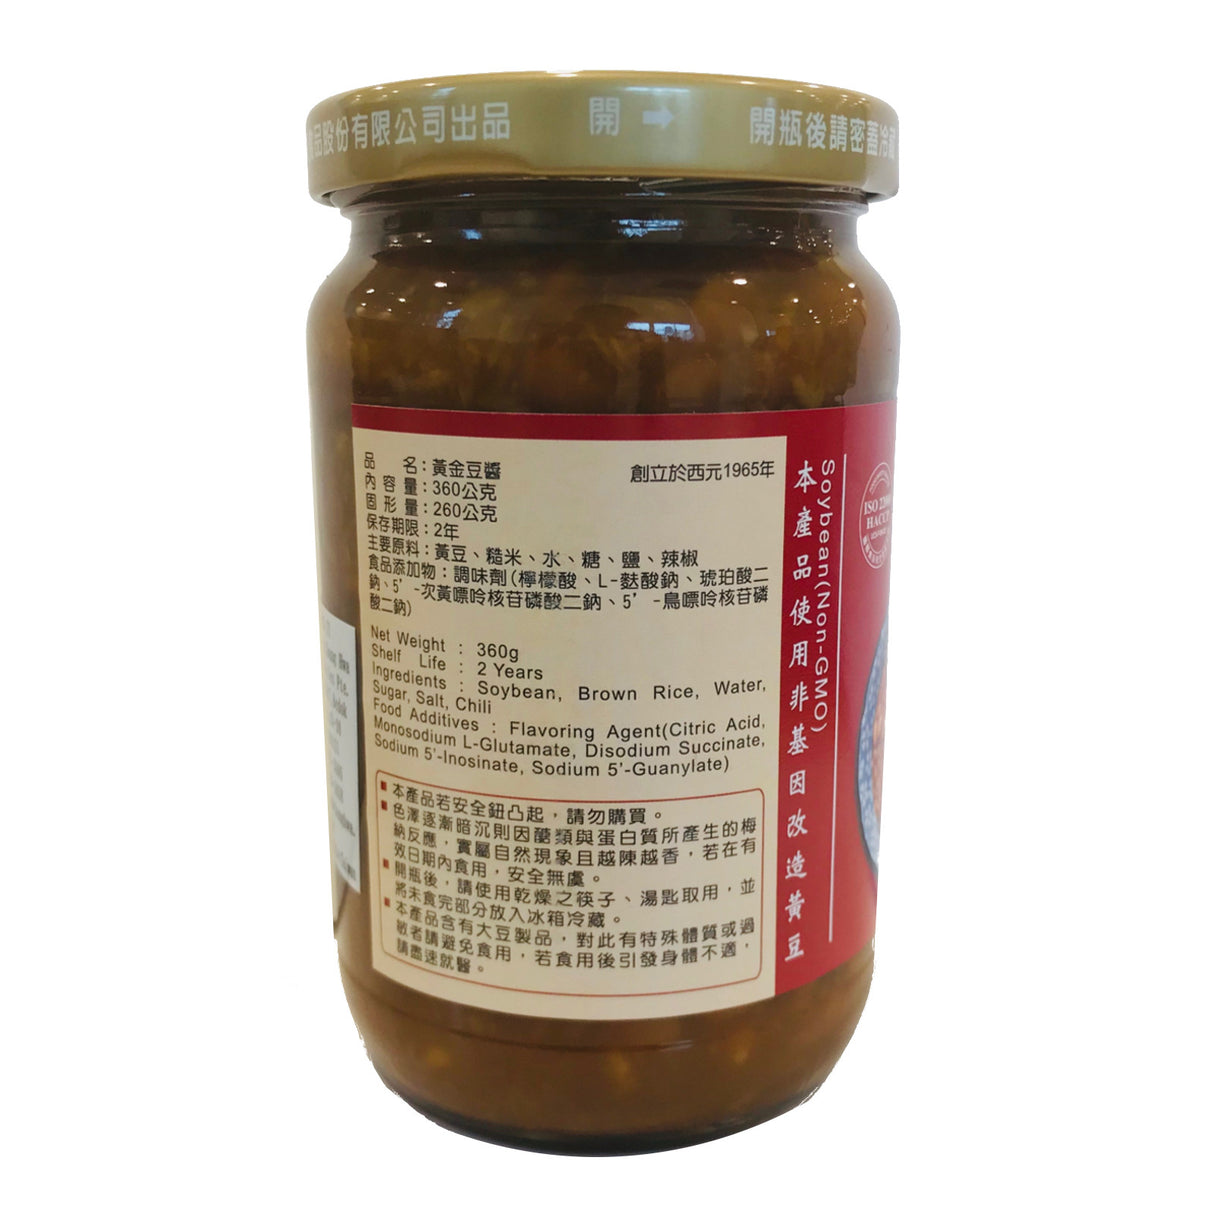 品股份有限公司出品
開 →
開瓶後請密蓋冷藏
品 名：黃金豆醬
創立於西元1965年
內 容 量：360公克
固 形 量：260公克
保存期限：2年
主要原料：黃豆、糙米、水、糖、鹽、辣椒
食品添加物：調味劑(檸檬酸、L-麩酸鈉、琥珀酸二
鈉、5’-次黃嘌呤核苷磷酸二鈉、5’-鳥嘌呤核苷磷
酸二鈉)
Net Weight : 360g
Shelf Life : 2 Years
Ingredients : Soybean, Brown Rice, Water,
Sugar, Salt, Chili
Food Additives : Flavoring Agent(Citric Acid,
Monosodium L-Glutamate, Disodium Succinate,
Sodium 5’-Inosinate, Sodium 5’-Guanylate)
本產品若安全鈕凸起，請勿購買。
色澤逐漸暗沉則因醣類與蛋白質所產生的梅
納反應，實屬自然現象且越陳越香，若在有
效日期內食用，安全無虞。
開瓶後，請使用乾燥之筷子、湯匙取用，並
將未食完部分放入冰箱冷藏。
本產品含有大豆製品，對此有特殊體質或過
敏者請避免食用，若食用後引發身體不適，
請盡速就醫。
本產品使用非基因改造黃豆
Soybean(Non-GMO)
ISO
HACCP